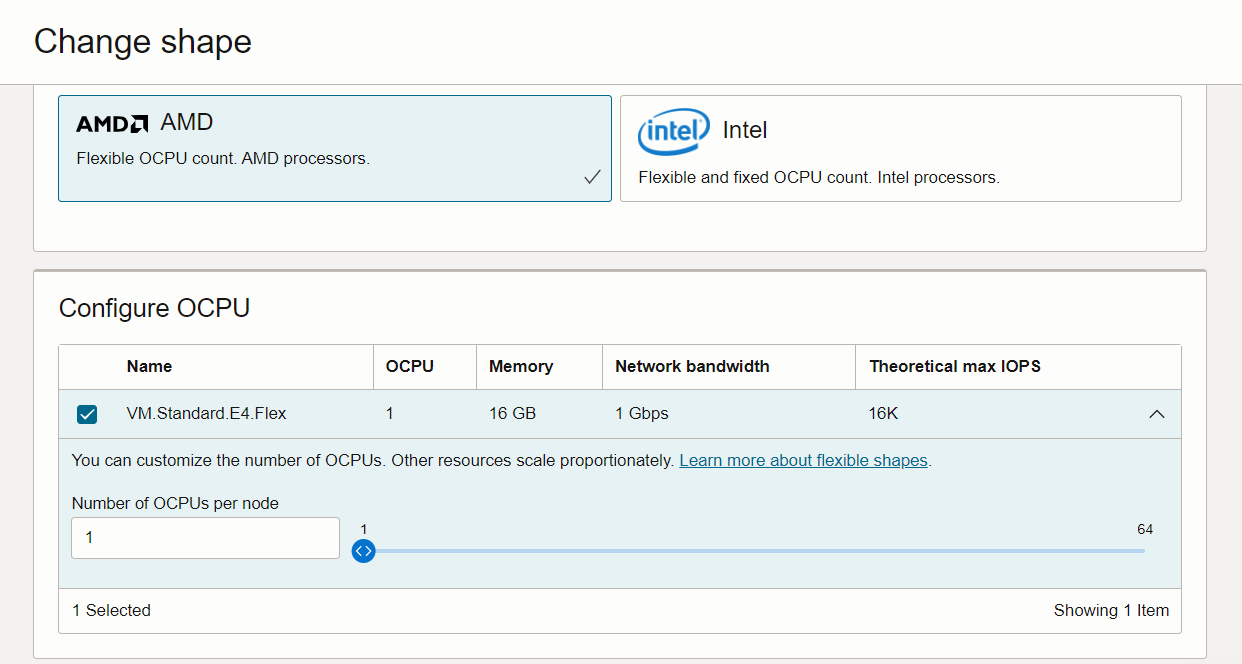 Change shape
AMD AMD
Flexible OCPU count. AMD processors.
intel Intel
Flexible and fixed OCPU count. Intel processors.
Configure OCPU
Name OCPU Memory Network bandwidth Theoretical max IOPS
VM.Standard.E4.Flex 1 16 GB 1 Gbps 16K
You can customize the number of OCPUs. Other resources scale proportionately. Learn more about flexible shapes.
Number of OCPUs per node
1 64
1
1 Selected Showing 1 Item